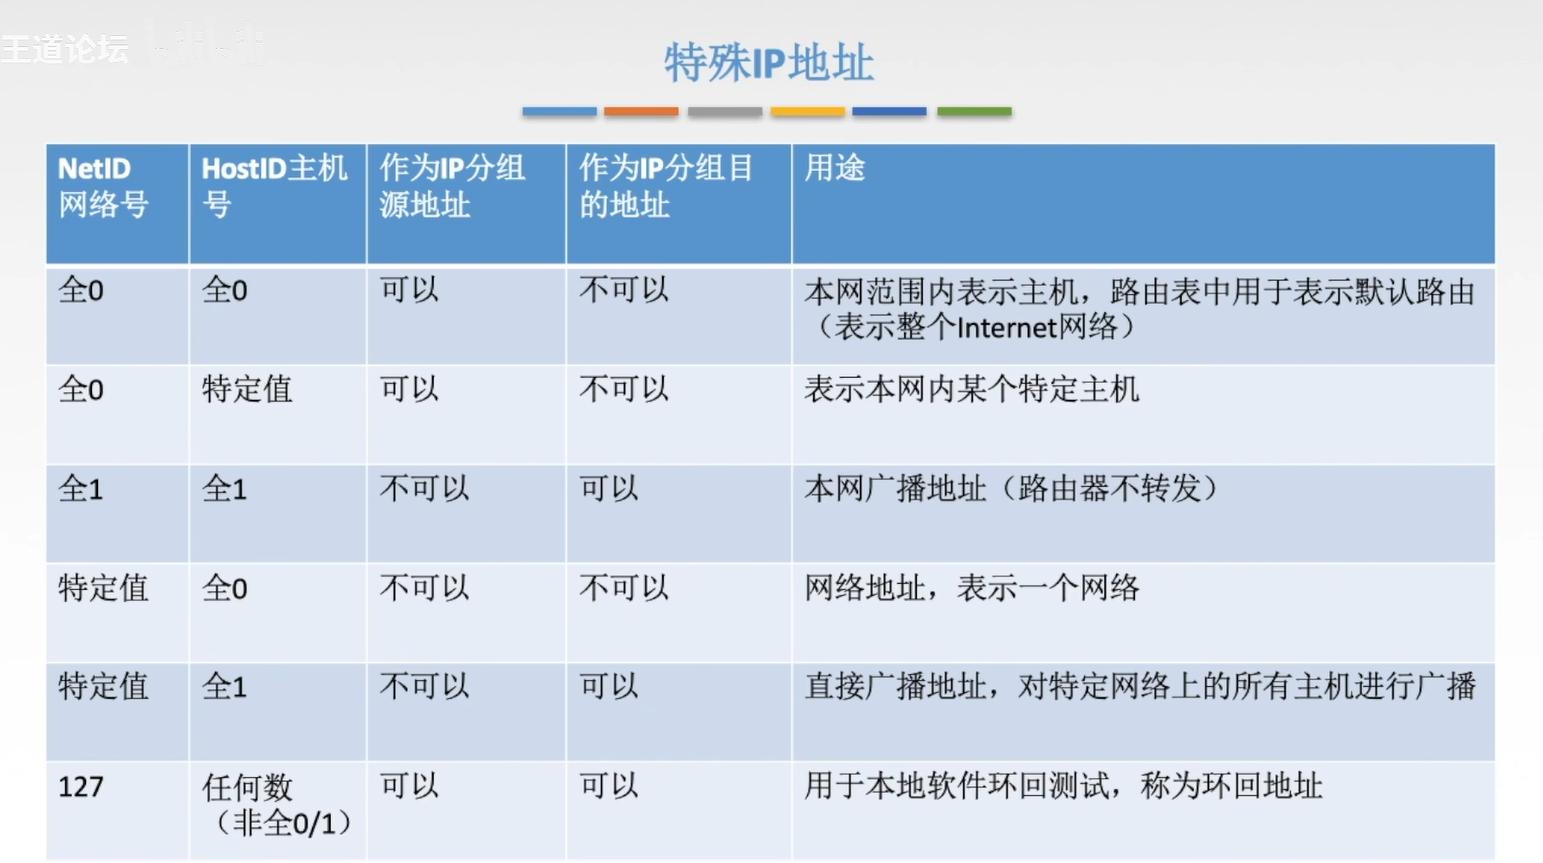 王道论坛
特殊IP地址
NetID
网络号
HostID主机
号
作为IP分组
源地址
作为IP分组目
的地址
用途
全0
全0
可以
不可以
本网范围内表示主机，路由表中用于表示默认路由
（表示整个Internet网络）
全0
特定值
可以
不可以
表示本网内某个特定主机
全1
全1
不可以
可以
本网广播地址（路由器不转发）
特定值
全0
不可以
不可以
网络地址，表示一个网络
特定值
全1
不可以
可以
直接广播地址，对特定网络上的所有主机进行广播
127
任何数
（非全0/1）
可以
可以
用于本地软件环回测试，称为环回地址